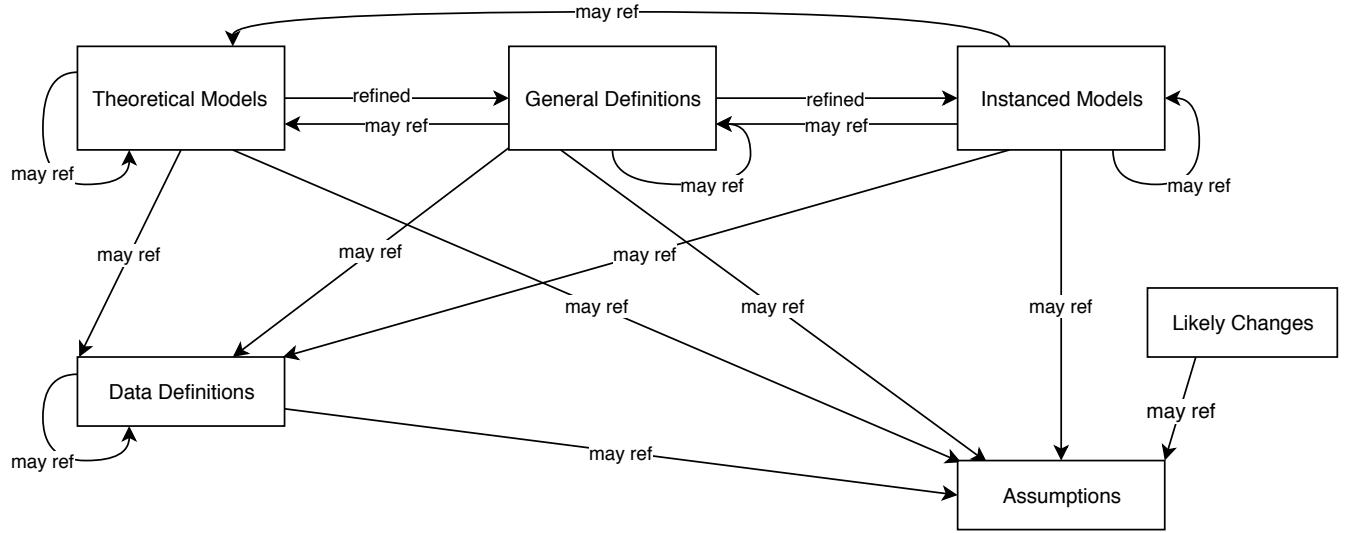 may ref
Theoretical Models
refined
General Definitions
refined
Instanced Models
may ref
may ref
may ref
may ref
may ref
may ref
may ref
may ref
may ref
may ref
may ref
may ref
Likely Changes
Data Definitions
may ref
may ref
may ref
Assumptions